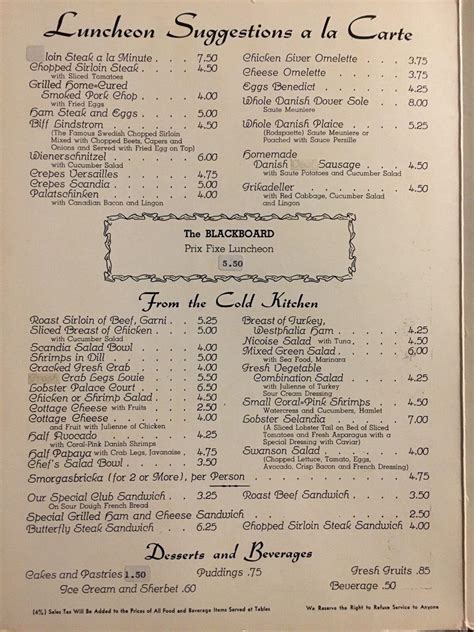 Luncheon Suggestions a la Carte
loin Steak a la Minute . . . 7.50
Chopped Sirloin Steak . . . . 4.50
with Sliced Tomatoes
Grilled Home-Cured
Smoked Pork Chop . . . . 4.00
with Fried Eggs
Ham Steak and Eggs . . . . 5.00
Biff Lindstrom . . . . . . 4.50
(The Famous Swedish Chopped Sirloin
Mixed with Chopped Beets, Capers and
Onions and Served with Fried Egg on Top)
Wienerschnitzel . . . . . . 6.00
with Cucumber Salad
Crepes Versailles . . . . . 4.75
Crepes Scandia . . . . . . 5.00
Palatschinken . . . . . . 4.00
with Canadian Bacon and Lingon
Chicken Liver Omelette . . . . 3.75
Cheese Omelette . . . . . . 3.75
Eggs Benedict . . . . . . . 4.25
Whole Danish Dover Sole . . . 8.00
Saute Meuniere
Whole Danish Plaice . . . . . 5.25
(Rodspaette) Saute Meuniere or
Poached with Sauce Persille
Homemade
Danish Sausage . . . . 4.50
with Saute Potatoes and Cucumber Salad
Grikadeller . . . . . . . 4.50
with Red Cabbage, Cucumber Salad
and Lingon
The BLACKBOARD
Prix Fixe Luncheon
5.50
From the Cold Kitchen
Roast Sirloin of Beef, Garni . . 5.25
Sliced Breast of Chicken . . . . 5.00
with Cucumber Salad
Scandia Salad Bowl . . . . . 4.00
Shrimps in Dill . . . . . . 5.00
Cracked Fresh Crab . . . . . 4.00
Crab Legs Louie . . . . 5.50
Lobster Palace Court . . . . . 5.50
Chicken or Shrimp Salad . . . . 4.50
Cottage Cheese with Fruits . . . . 2.50
Cottage Cheese . . . . . . 4.00
and Fruit with Julienne of Chicken
Half Avocado . . . . . . . 4.25
with Coral-Pink Danish Shrimps
Half Papaya with Crab Legs, Javanaise . . 4.75
Chef's Salad Bowl . . . . . . 3.50
Breast of Turkey,
Westphalia Ham . . . . . 4.25
Nicoise Salad with Tuna . . . . . 4.50
Mixed Green Salad . . . . . 6.00
with Sea Food, Marinara
Fresh Vegetable
Combination Salad . . . . 4.25
with Julienne of Turkey
Sour Cream Dressing
Small Coral-Pink Shrimps . . . 4.50
Watercress and Cucumbers, Hamlet
Lobster Selandia . . . . . . 7.00
(A Sliced Lobster Tail on Bed of Sliced
Tomatoes and Fresh Asparagus with a
Special Dressing with Caviar)
Swanson Salad . . . . . . . 4.00
(Chopped Lettuce, Tomato, Eggs,
Avocado, Crisp Bacon and French Dressing)
Smorgasbricka (for 2 or More), per Person . . . . . . . . . . 4.75
Our Special Club Sandwich . . . 3.25
On Sour Dough French Bread
Roast Beef Sandwich . . . . . 3.50
Special Grilled Ham and Cheese Sandwich . . . . . . . . . . 3.50
Butterfly Steak Sandwich . . . . 6.25
Chopped Sirloin Steak Sandwich . . 4.50
Desserts and Beverages
Cakes and Pastries 1.50
Puddings .75
Fresh Fruits .85
Ice Cream and Sherbet .60
Beverage .50
(6%) Sales Tax Will Be Added to the Prices of All Food and Beverage Items Served at Tables
We Reserve the Right to Refuse Service to Anyone